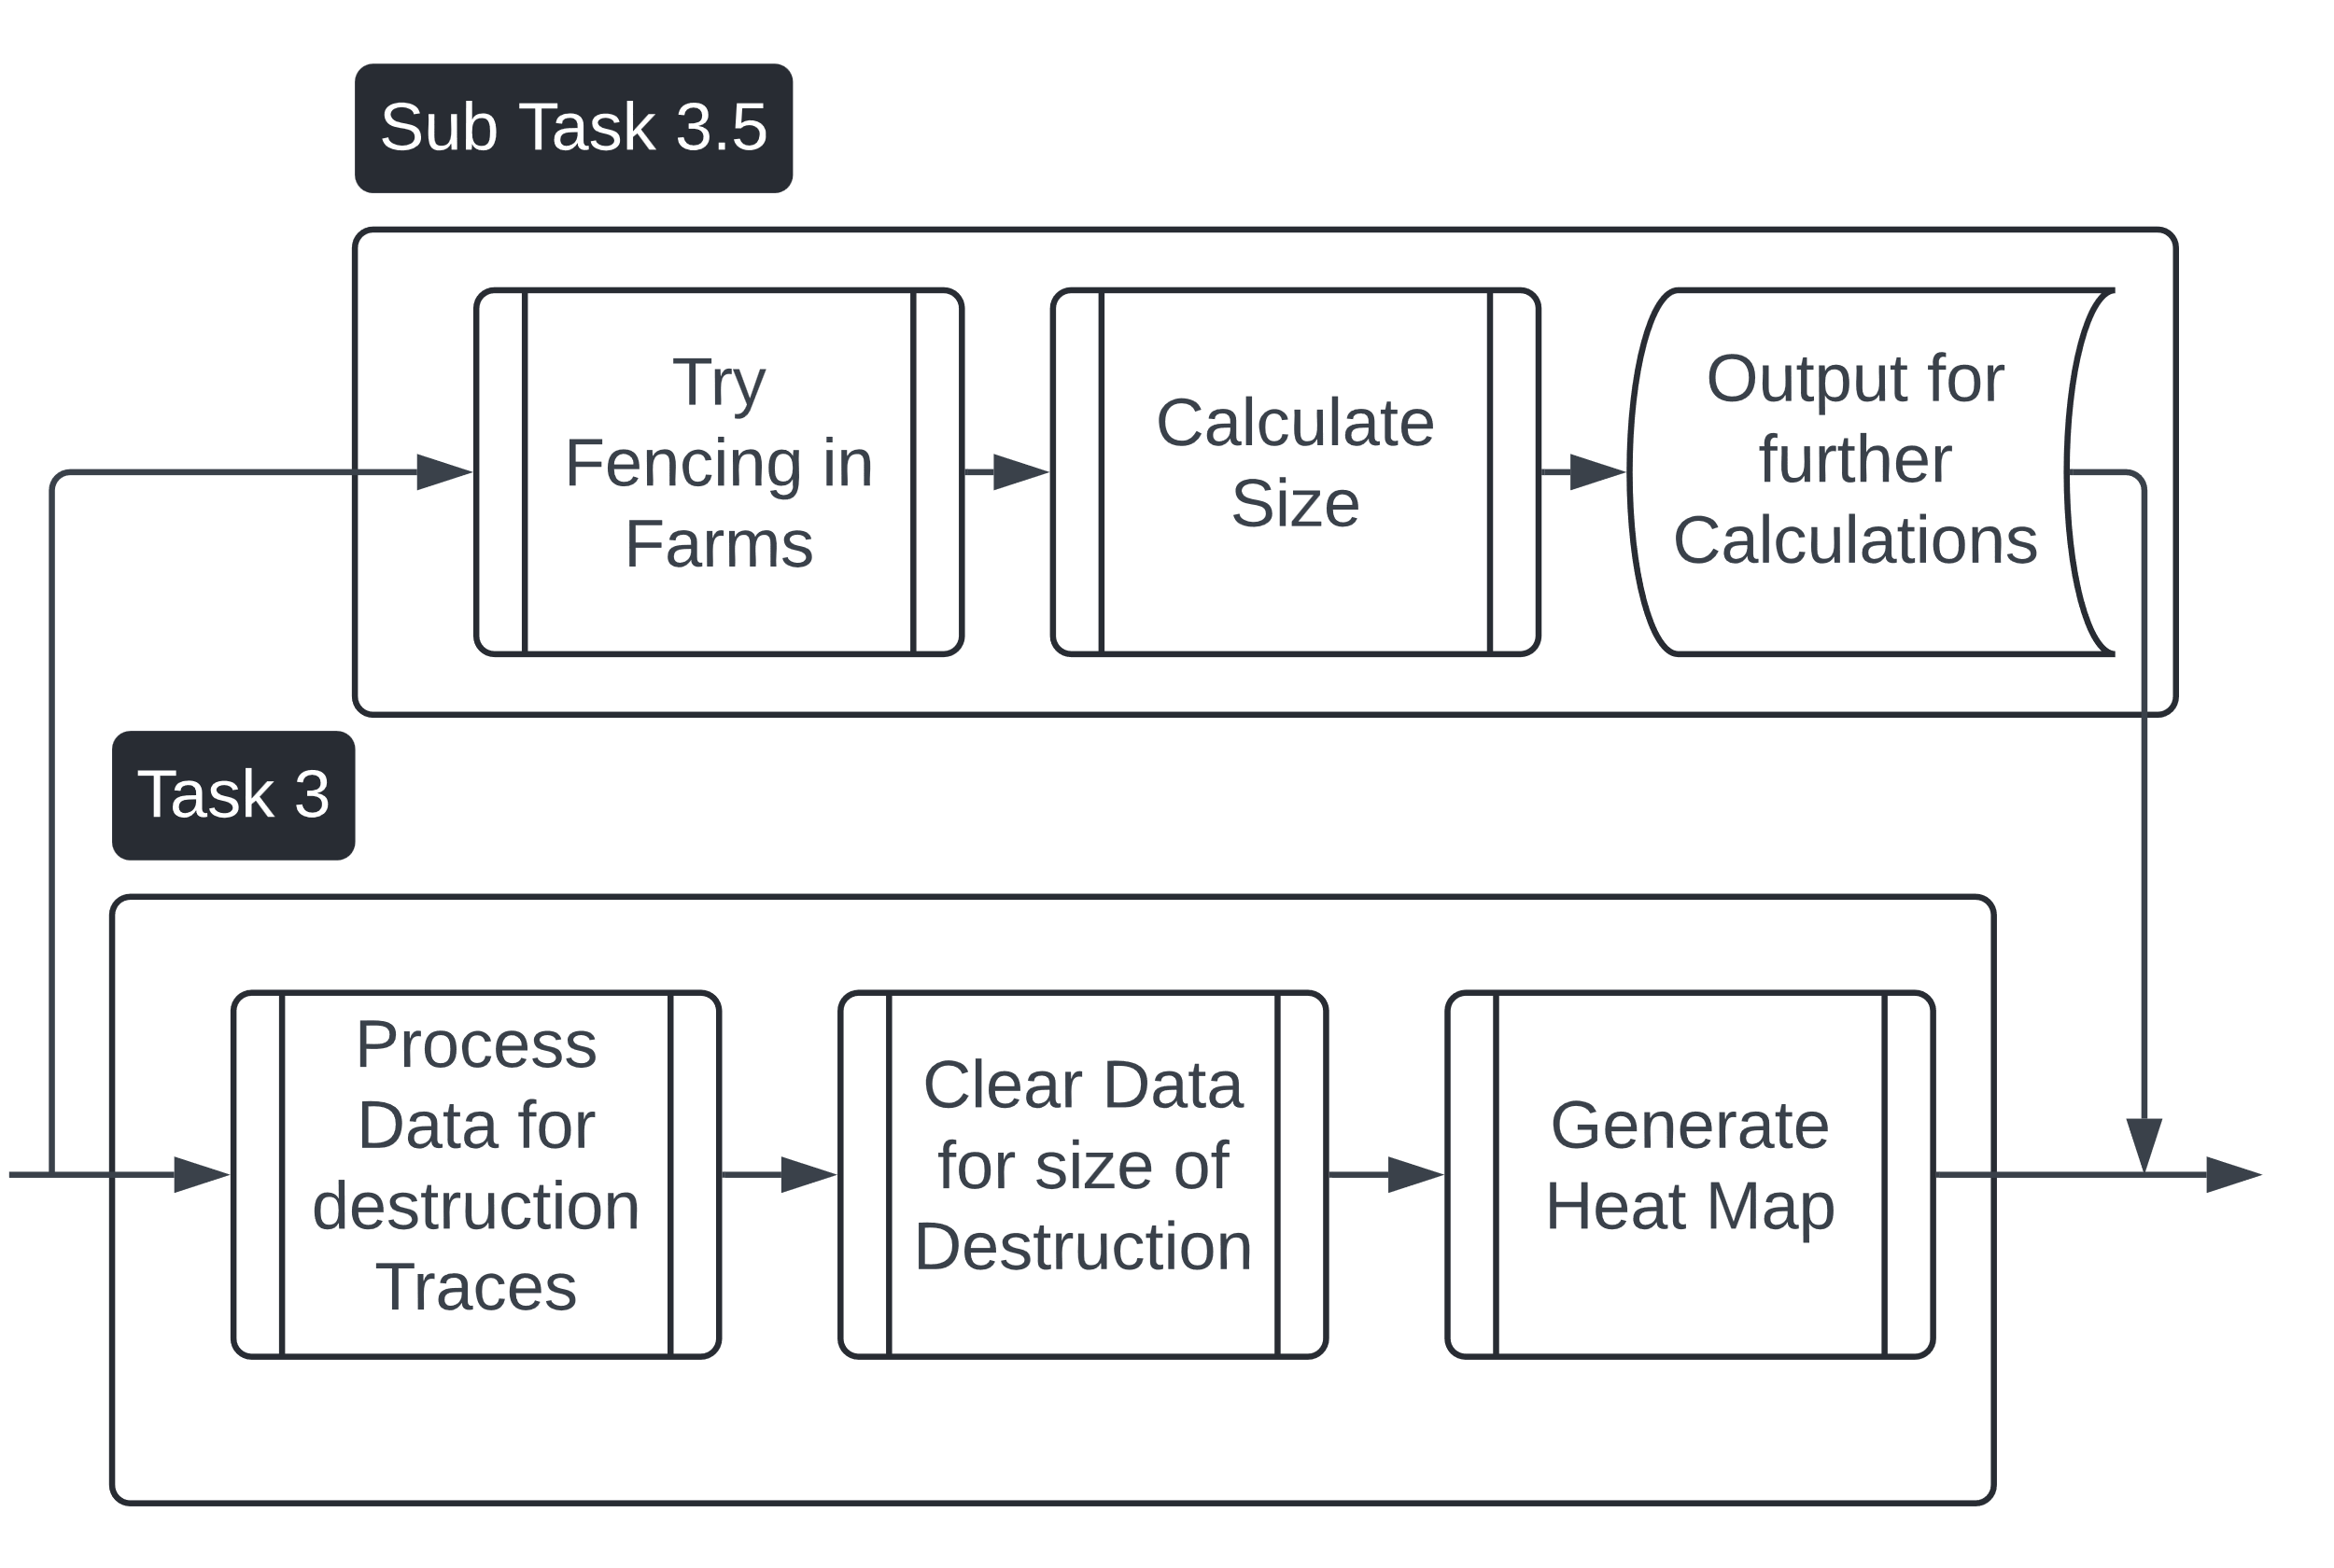 Sub Task 3.5
Try
Fencing in
Farms
Calculate
Size
Output for
further
Calculations
Task 3
Process
Data for
destruction
Traces
Clear Data
for size of
Destruction
Generate
Heat Map